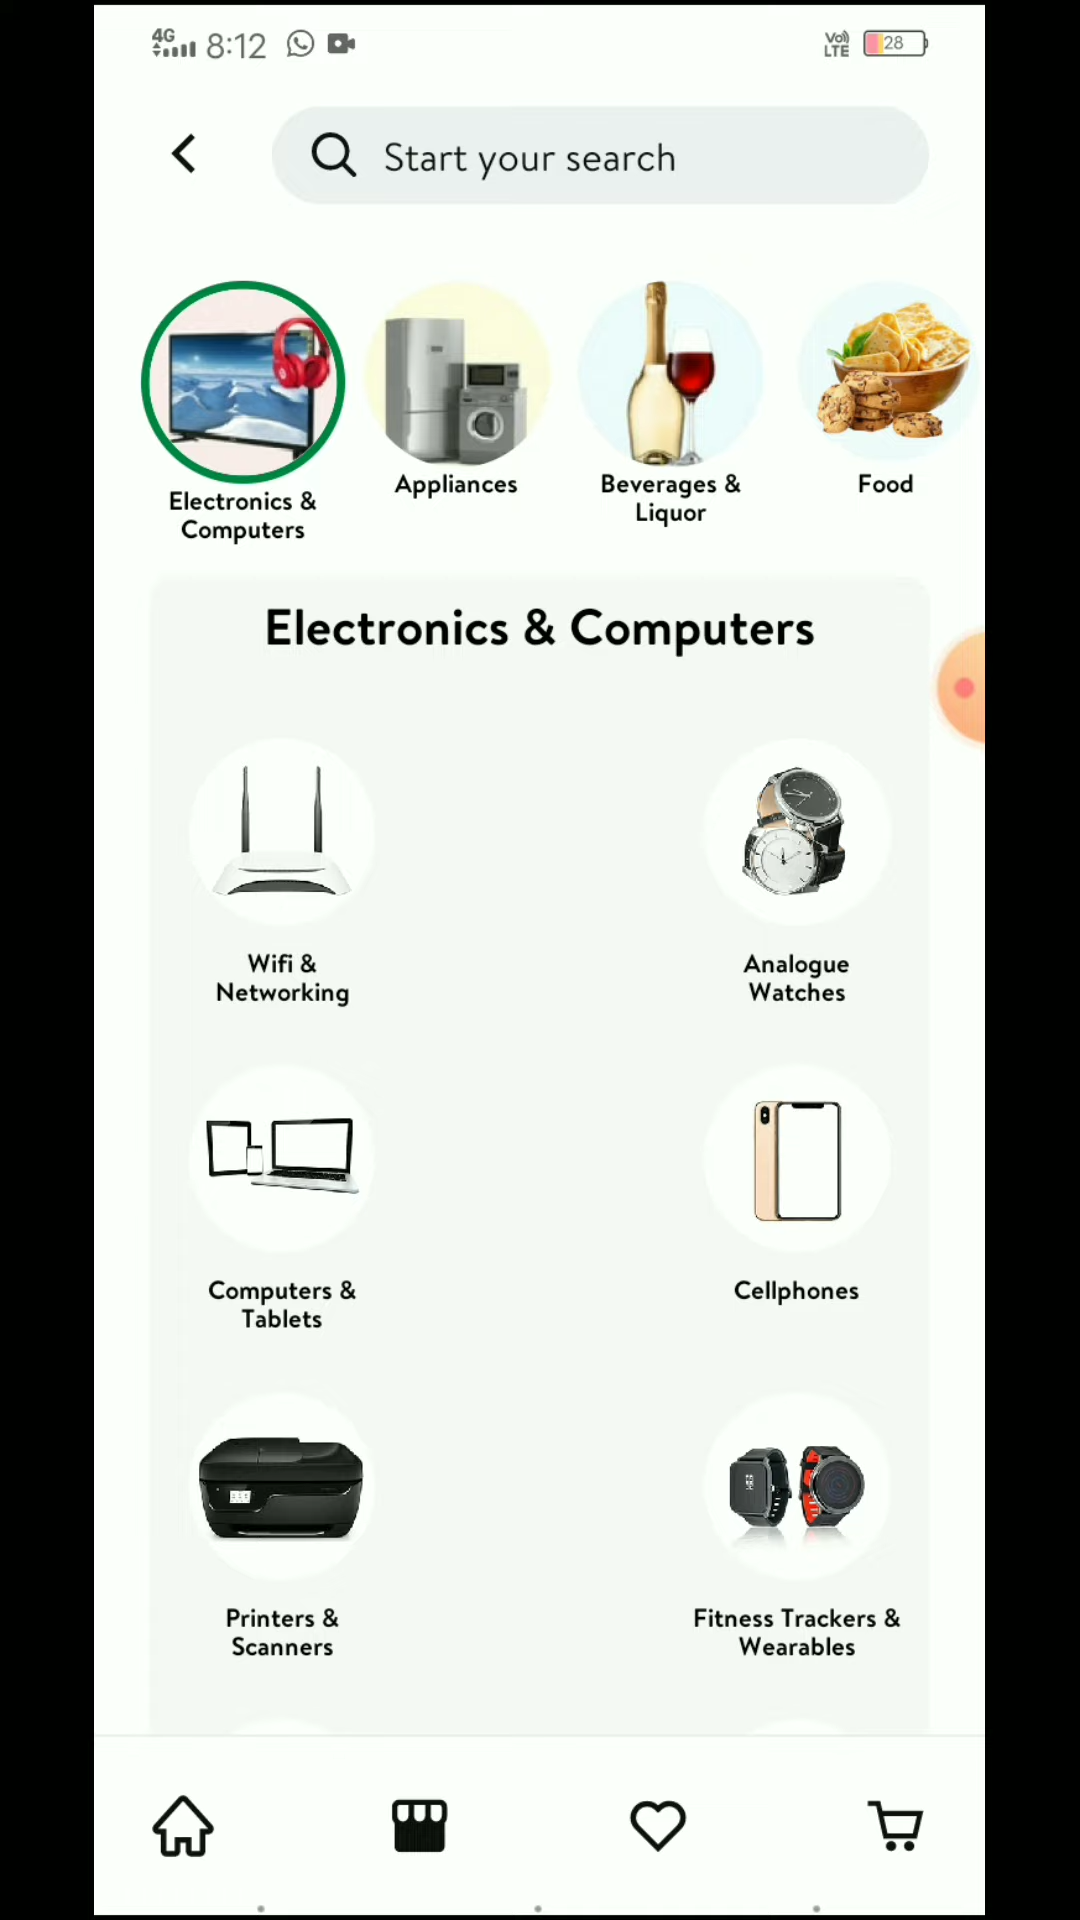 4G 8:12 Vo)) LTE 28
Start your search
Electronics &
Computers
Appliances
Beverages &
Liquor
Food
Electronics & Computers
Wifi &
Networking
Analogue
Watches
Computers &
Tablets
Cellphones
Printers &
Scanners
Fitness Trackers &
Wearables